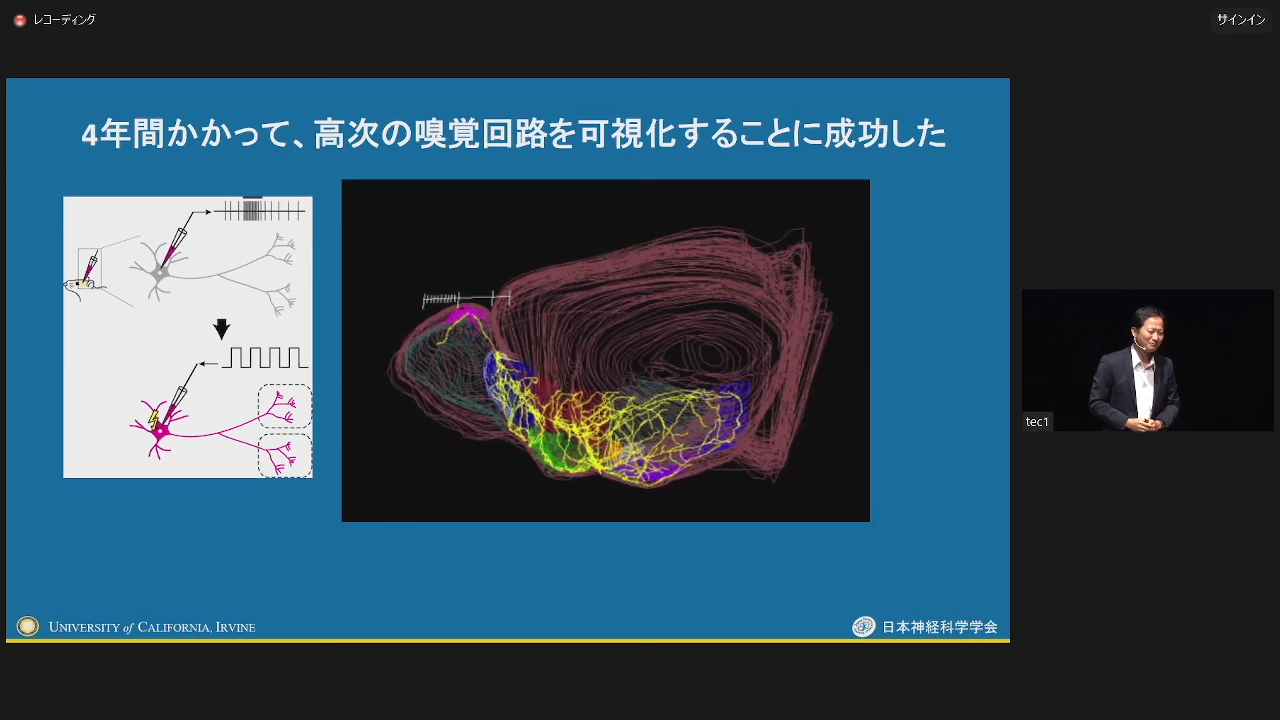 レコーディング
サインイン
4年間かかって、高次の嗅覚回路を可視化することに成功した
tec1
UNIVERSITY of CALIFORNIA, IRVINE
日本神経科学学会